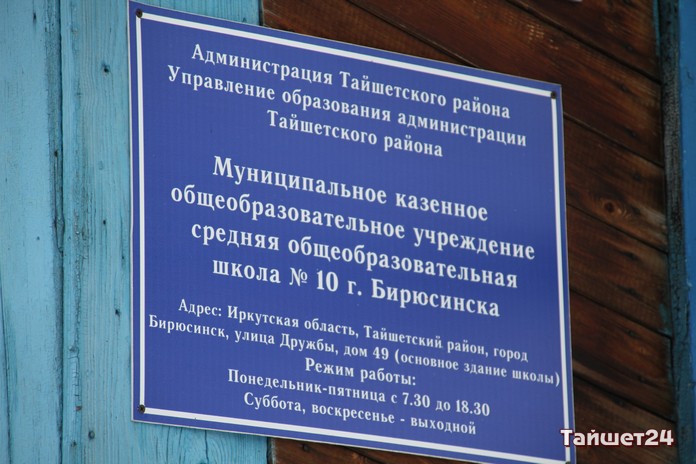 Администрация Тайшетского района
Управление образования администрации
Тайшетского района
Муниципальное казенное
общеобразовательное учреждение
средняя общеобразовательная
школа № 10 г. Бирюсинска
Адрес: Иркутская область, Тайшетский район, город
Бирюсинск, улица Дружбы, дом 49 (основное здание школы)
Режим работы:
Понедельник-пятница с 7.30 до 18.30
Суббота, воскресенье - выходной
Тайшет24